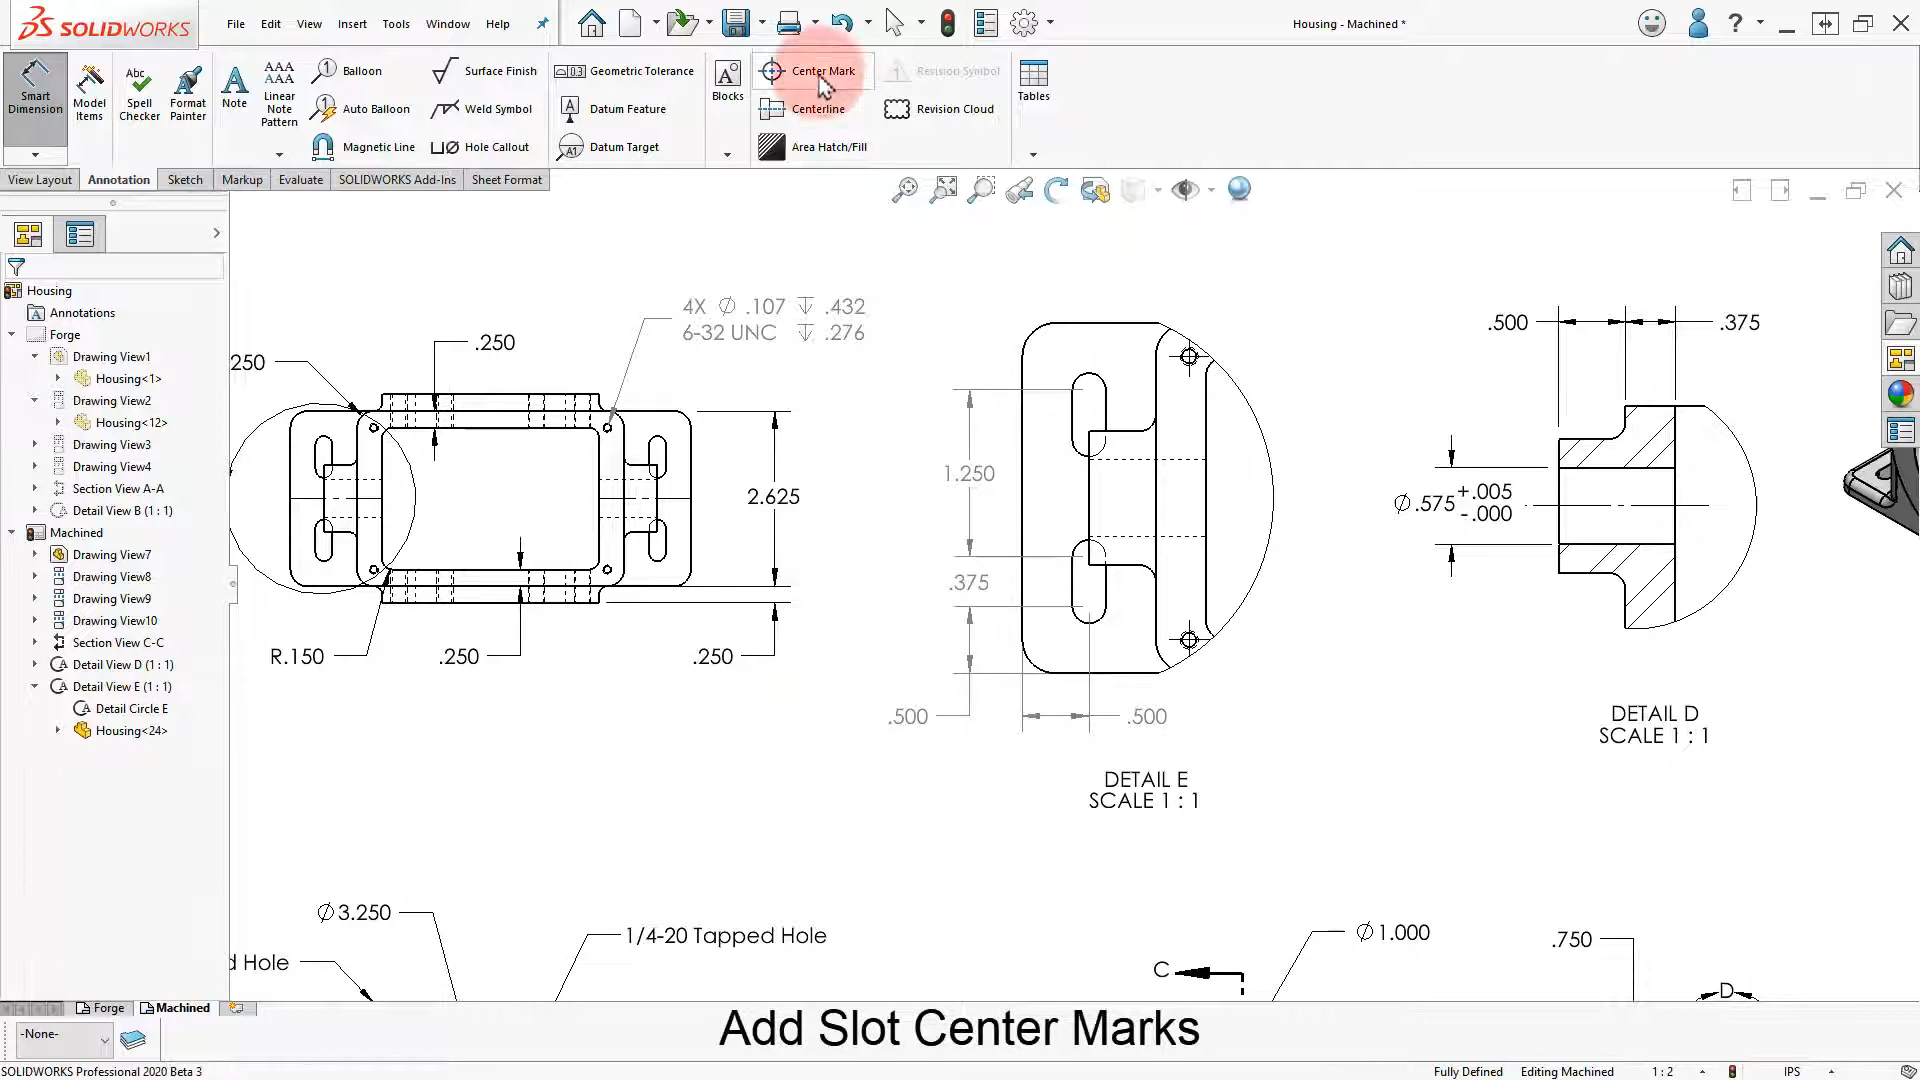 SOLIDWORKS
File Edit View Insert Tools Window Help
Housing - Machined *
?
Smart Dimension
Model Items
Abc
Spell Checker
Format Painter
A
Note
AAA
AAA
Linear Note Pattern
Balloon
Auto Balloon
Magnetic Line
Surface Finish
Weld Symbol
Hole Callout
Geometric Tolerance
Datum Feature
Datum Target
Blocks
Center Mark
Centerline
Area Hatch/Fill
Revision Symbol
Revision Cloud
Tables
View Layout Annotation Sketch Markup Evaluate SOLIDWORKS Add-Ins Sheet Format
Housing
Annotations
Forge
Drawing View1
Housing<1>
Drawing View2
Housing<12>
Drawing View3
Drawing View4
Section View A-A
Detail View B (1 : 1)
Machined
Drawing View7
Drawing View8
Drawing View9
Drawing View10
Section View C-C
Detail View D (1 : 1)
Detail View E (1 : 1)
Detail Circle E
Housing<24>
4X ∅ .107 ↧ .432
6-32 UNC ↧ .276
.250
250
2.625
R.150
.250
.250
1.250
.375
.500
.500
DETAIL E
SCALE 1 : 1
.500
.375
∅.575 +.005
-.000
DETAIL D
SCALE 1 : 1
∅3.250
1/4-20 Tapped Hole
d Hole
C
∅1.000
.750
D
Forge Machined
-None-
Add Slot Center Marks
SOLIDWORKS Professional 2020 Beta 3
Fully Defined Editing Machined 1 : 2 IPS